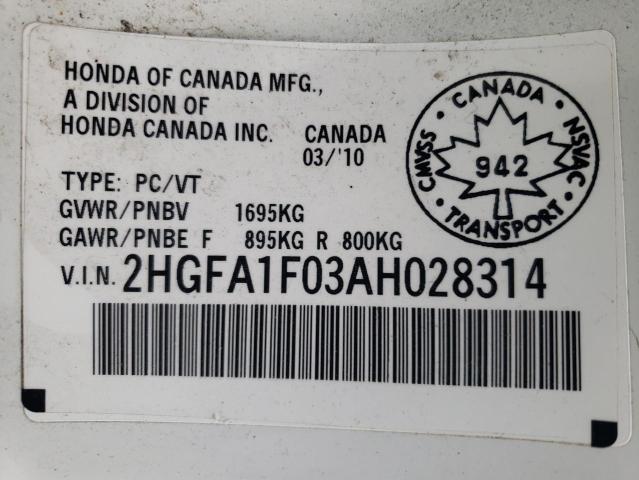 HONDA OF CANADA MFG.,
A DIVISION OF
HONDA CANADA INC. CANADA
03/'10
TYPE: PC/VT
GVWR/PNBV 1695KG
GAWR/PNBE F 895KG R 800KG
V.I.N. 2HGFA1F03AH028314
CMVSS • CANADA • NSVAC • TRANSPORT •
942